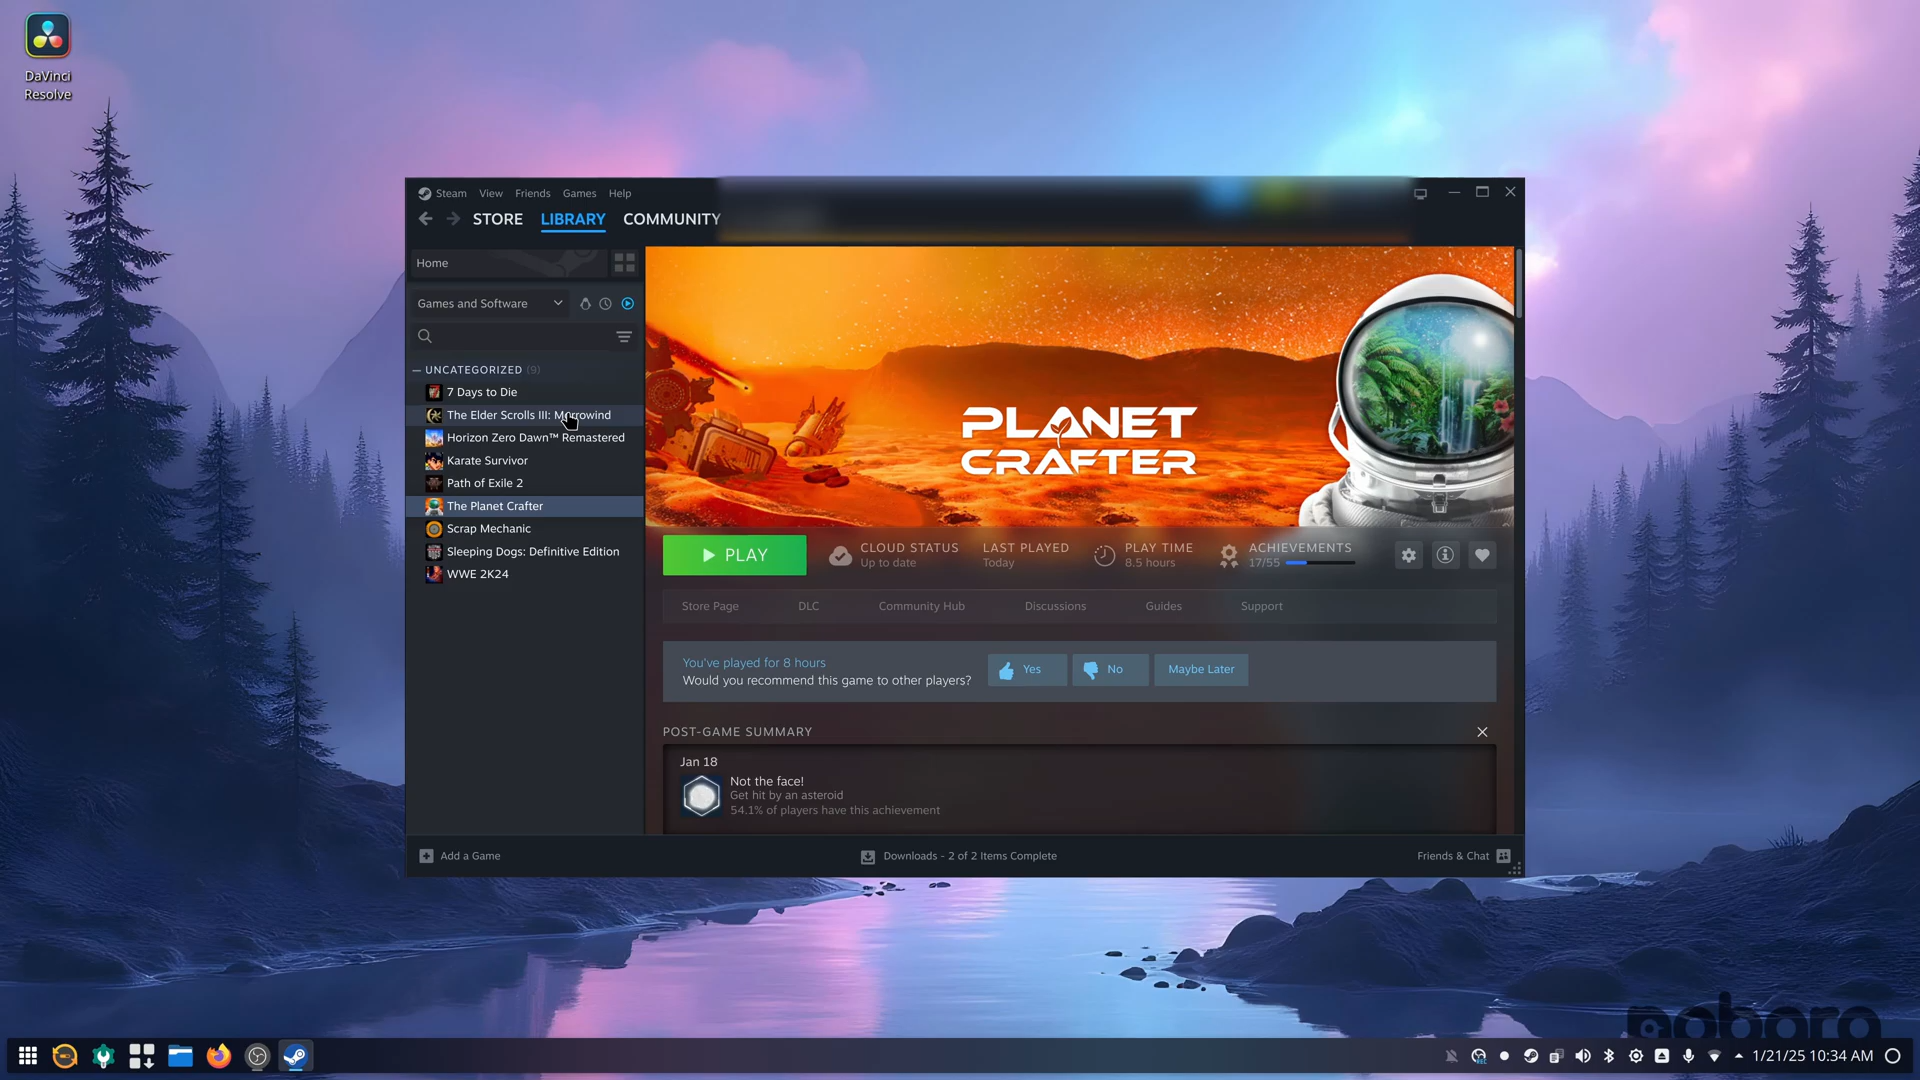 DaVinci
Resolve
Steam View Friends Games Help
STORE LIBRARY COMMUNITY
Home
Games and Software
UNCATEGORIZED (9)
7 Days to Die
The Elder Scrolls III: Morrowind
Horizon Zero Dawn™ Remastered
Karate Survivor
Path of Exile 2
The Planet Crafter
Scrap Mechanic
Sleeping Dogs: Definitive Edition
WWE 2K24
PLANET
CRAFTER
PLAY
CLOUD STATUS
Up to date
LAST PLAYED
Today
PLAY TIME
8.5 hours
ACHIEVEMENTS
17/55
Store Page DLC Community Hub Discussions Guides Support
You've played for 8 hours
Would you recommend this game to other players?
Yes No Maybe Later
POST-GAME SUMMARY
Jan 18
Not the face!
Get hit by an asteroid
54.1% of players have this achievement
Add a Game
Downloads - 2 of 2 Items Complete
Friends & Chat
nobara
1/21/25 10:34 AM